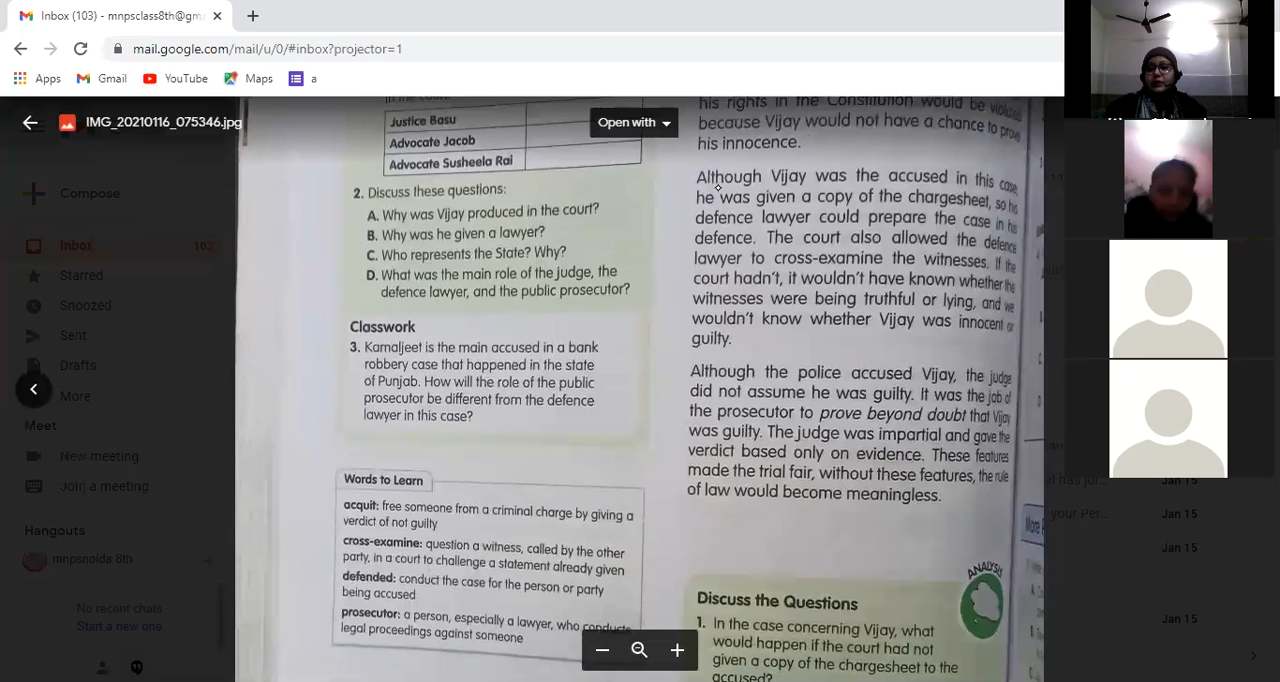 Inbox (103) - mnpsclass8th@gm
mail.google.com/mail/u/0/#inbox?projector=1
Apps
Gmail
YouTube
Maps
a
IMG_20210116_075346.jpg
Open with
Compose
Inbox
Starred
Snoozed
Sent
Drafts
More
Meet
New meeting
Join a meeting
Hangouts
mnpsnoida 8th
No recent chats
Start a new one
Justice Basu
Advocate Jacob
Advocate Susheela Rai
2. Discuss these questions:
A. Why was Vijay produced in the court?
B. Why was he given a lawyer?
C. Who represents the State? Why?
D. What was the main role of the judge, the
defence lawyer, and the public prosecutor?
Classwork
3. Kamaljeet is the main accused in a bank
robbery case that happened in the state
of Punjab. How will the role of the public
prosecutor be different from the defence
lawyer in this case?
Words to Learn
acquit: free someone from a criminal charge by giving a
verdict of not guilty
cross-examine: question a witness, called by the other
party, in a court to challenge a statement already given
defended: conduct the case for the person or party
being accused
prosecutor: a person, especially a lawyer, who conducts
legal proceedings against someone
his rights in the Constitution would be violated
because Vijay would not have a chance to prove
his innocence.
Although Vijay was the accused in this case,
he was given a copy of the chargesheet, so his
defence lawyer could prepare the case in his
defence. The court also allowed the defence
lawyer to cross-examine the witnesses. If the
court hadn't, it wouldn't have known whether the
witnesses were being truthful or lying, and we
wouldn't know whether Vijay was innocent or
guilty.
Although the police accused Vijay, the judge
did not assume he was guilty. It was the job of
the prosecutor to prove beyond doubt that Vijay
was guilty. The judge was impartial and gave the
verdict based only on evidence. These features
made the trial fair, without these features, the rule
of law would become meaningless.
ANALYSIS
Discuss the Questions
1. In the case concerning Vijay, what
would happen if the court had not
given a copy of the chargesheet to the
accused?
More
Jan 15
Jan 15
Jan 15
Jan 15